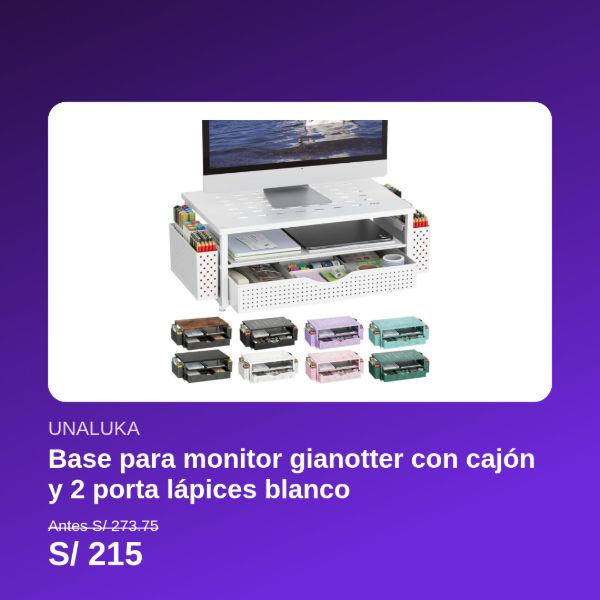 UNALUKA
Base para monitor gianotter con cajón
y 2 porta lápices blanco
Antes S/ 273.75
S/ 215